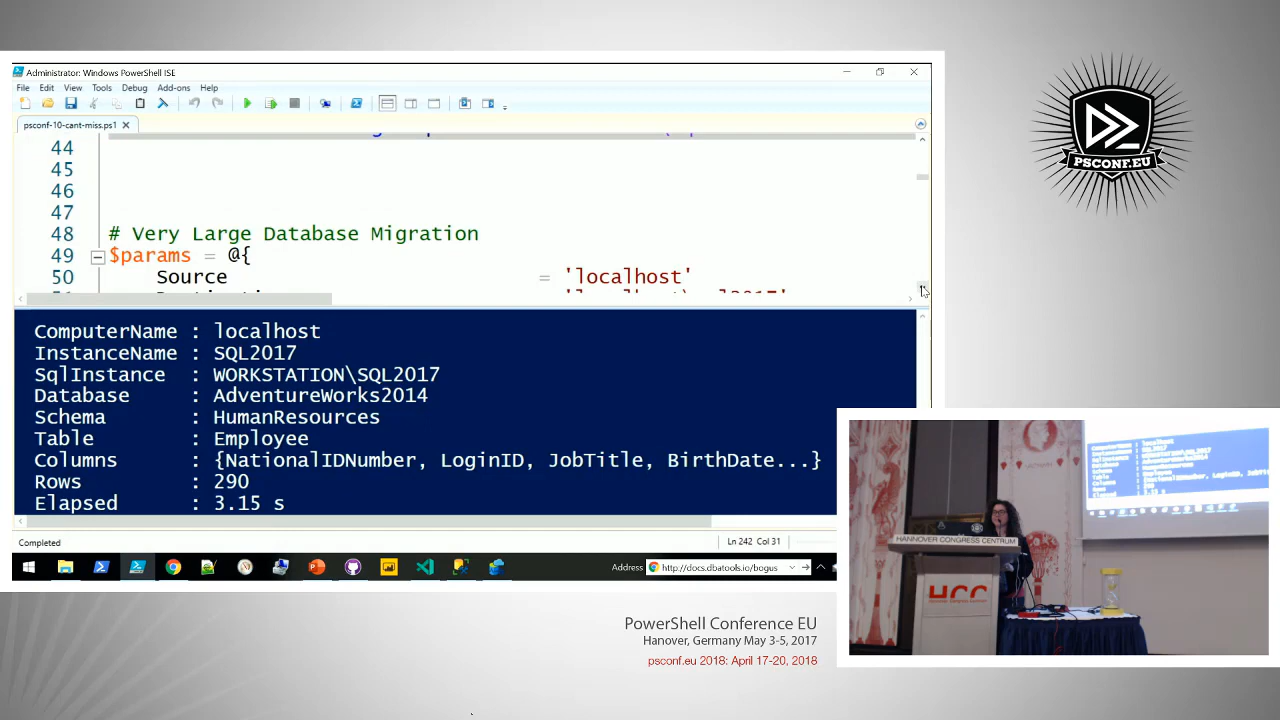 Administrator: Windows PowerShell ISE
File Edit View Tools Debug Add-ons Help
psconf-10-cant-miss.ps1
44
45
46
47
48 # Very Large Database Migration
49 $params = @{
50 Source = 'localhost'
ComputerName : localhost
InstanceName : SQL2017
SqlInstance : WORKSTATION\SQL2017
Database : AdventureWorks2014
Schema : HumanResources
Table : Employee
Columns : {NationalIDNumber, LoginID, JobTitle, BirthDate...}
Rows : 290
Elapsed : 3.15 s
Completed
Ln 242 Col 31
Address http://docs.dbatools.io/bogus
PSCONF.EU
HANNOVER CONGRESS CENTRUM
HCC
PowerShell Conference EU
Hanover, Germany May 3-5, 2017
psconf.eu 2018: April 17-20, 2018